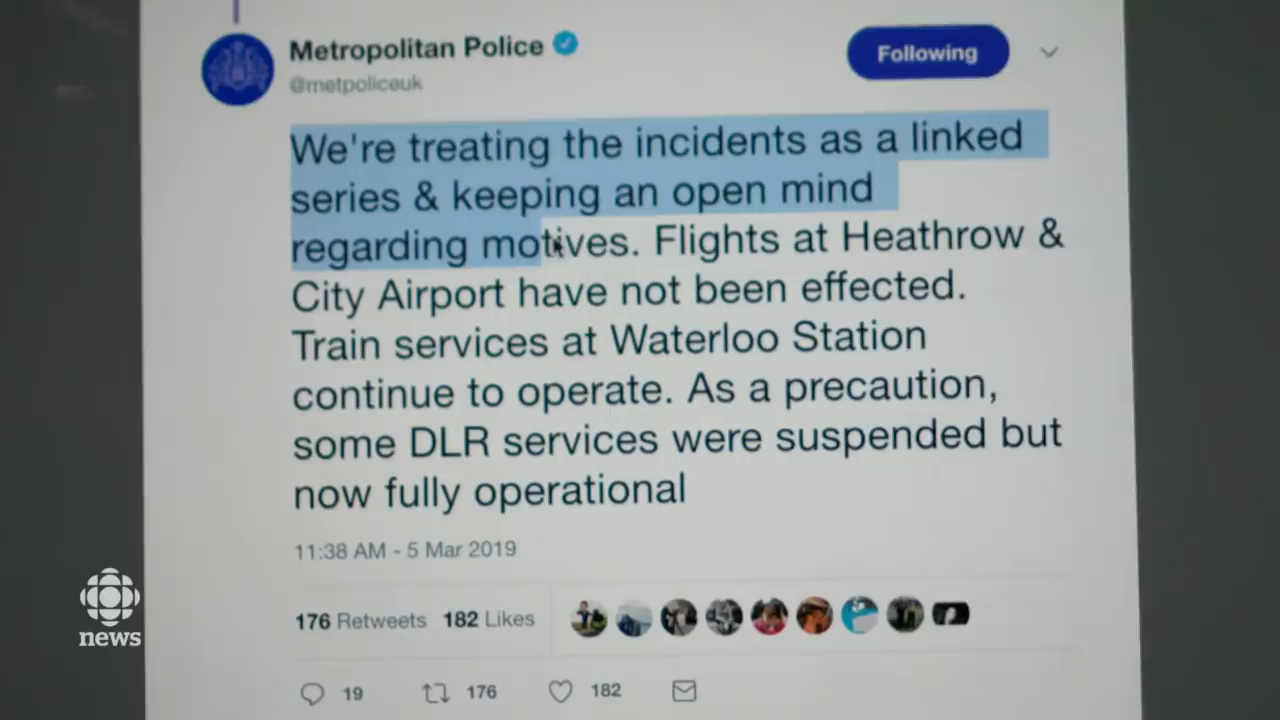 Metropolitan Police
Following
@metpoliceuk
We're treating the incidents as a linked
series & keeping an open mind
regarding motives. Flights at Heathrow &
City Airport have not been effected.
Train services at Waterloo Station
continue to operate. As a precaution,
some DLR services were suspended but
now fully operational
11:38 AM - 5 Mar 2019
176 Retweets 182 Likes
19 176 182
news